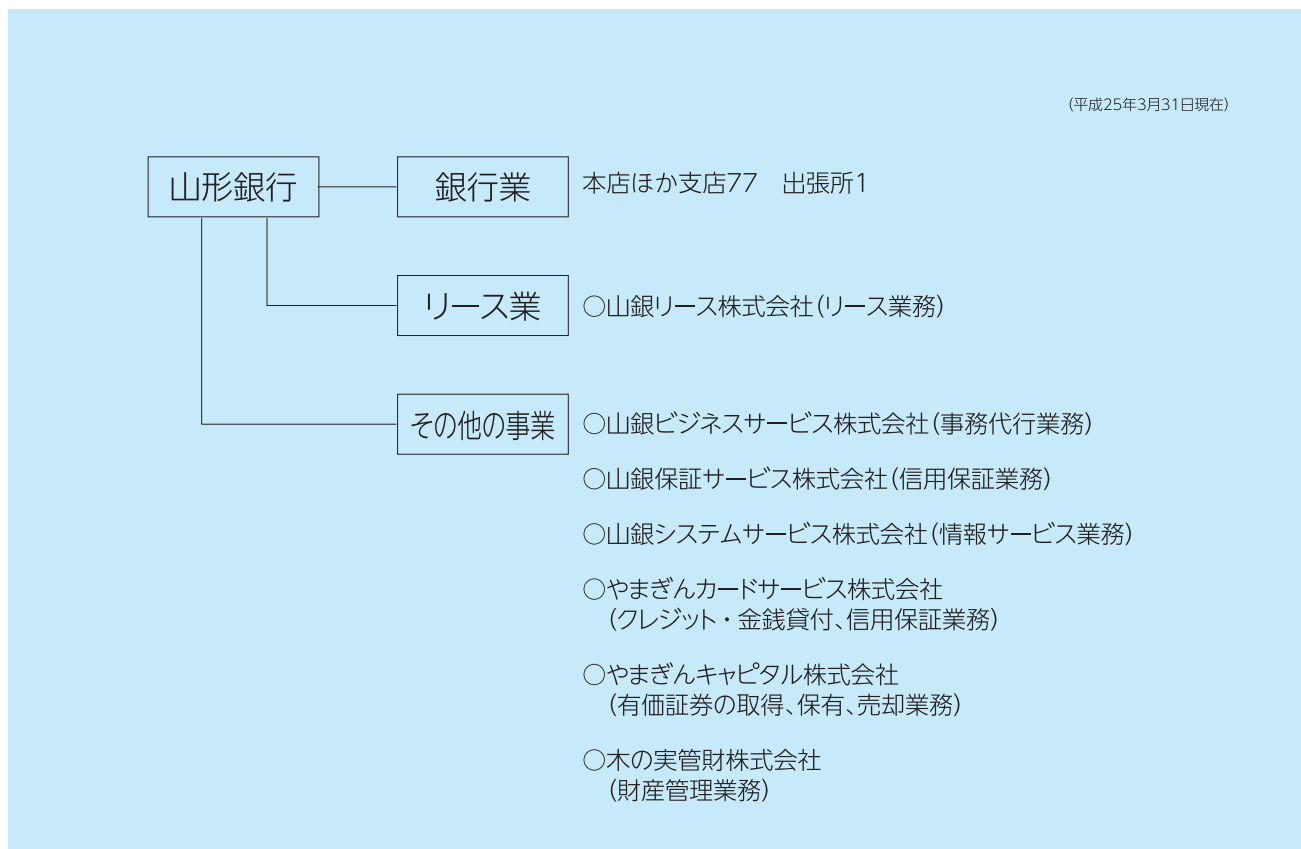 (平成25年3月31日現在)
山形銀行
銀行業
本店ほか支店77　出張所1
リース業
○山銀リース株式会社(リース業務)
その他の事業
○山銀ビジネスサービス株式会社(事務代行業務)
○山銀保証サービス株式会社(信用保証業務)
○山銀システムサービス株式会社(情報サービス業務)
○やまぎんカードサービス株式会社
(クレジット・金銭貸付、信用保証業務)
○やまぎんキャピタル株式会社
(有価証券の取得、保有、売却業務)
○木の実管財株式会社
(財産管理業務)